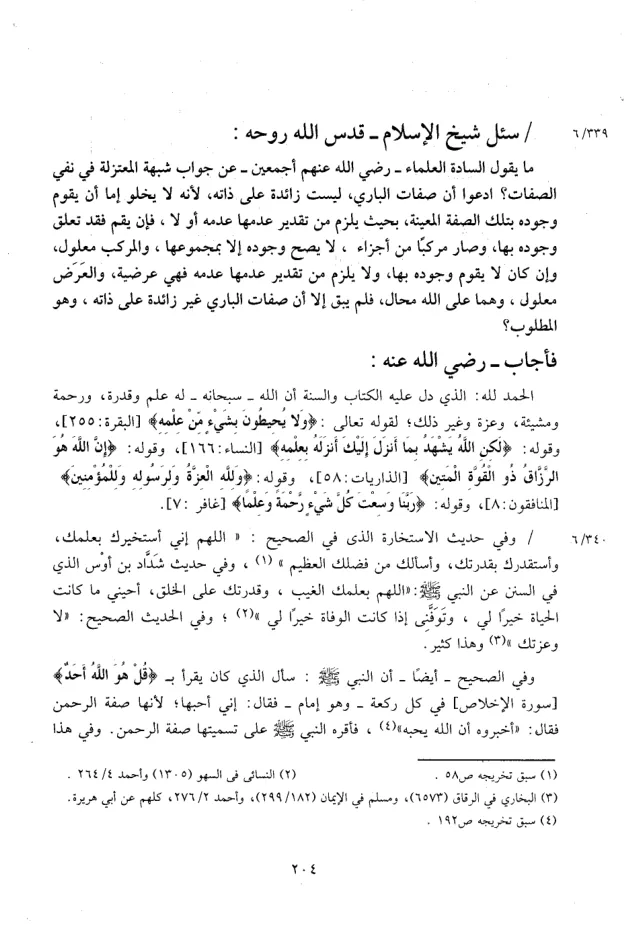 ٦/٣٣٩ / سئل شيخ الإسلام ـ قدس الله روحه :
ما يقول السادة العلماء ـ رضي الله عنهم أجمعين ـ عن جواب شبهة المعتزلة في نفي
الصفات؟ ادعوا أن صفات الباري، ليست زائدة على ذاته، لأنه لا يخلو إما أن يقوم
وجوده بتلك الصفة المعينة، بحيث يلزم من تقدير عدمها عدمه أو لا ، فإن يقم فقد تعلق
وجوده بها، وصار مركبًا من أجزاء ، لا يصح وجوده إلا بمجموعها ، والمركب معلول،
وإن كان لا يقوم وجوده بها، ولا يلزم من تقدير عدمها عدمه فهي عرضية، والعَرَض
معلول ، وهما على الله محال، فلم يبق إلا أن صفات الباري غير زائدة على ذاته ، وهو
المطلوب؟
فأجاب ـ رضي الله عنه :
الحمد لله: الذي دل عليه الكتاب والسنة أن الله ـ سبحانه ـ له علم وقدرة، ورحمة
ومشيئة، وعزة وغير ذلك؛ لقوله تعالى : ﴿وَلا يُحِيطُونَ بِشَيْءٍ مِّنْ عِلْمِهِ﴾ [البقرة:٢٥٥]،
وقوله: ﴿لَكِنِ اللَّهُ يَشْهَدُ بِمَا أَنزَلَ إِلَيْكَ أَنزَلَهُ بِعِلْمِهِ﴾ [النساء:١٦٦]، وقوله: ﴿إِنَّ اللَّهَ هُوَ
الرَّزَّاقُ ذُو الْقُوَّةِ الْمَتِينُ﴾ [الذاريات:٥٨]، وقوله: ﴿وَلِلَّهِ الْعِزَّةُ وَلِرَسُولِهِ وَلِلْمُؤْمِنِينَ﴾
[المنافقون:٨]، وقوله: ﴿رَبَّنَا وَسِعْتَ كُلَّ شَيْءٍ رَّحْمَةً وَعِلْمًا﴾ [غافر :٧].
٦/٣٤٠ / وفي حديث الاستخارة الذى في الصحيح : « اللهم إني أستخيرك بعلمك،
وأستقدرك بقدرتك، وأسألك من فضلك العظيم » (١) ، وفي حديث شدَّاد بن أوْس الذي
في السنن عن النبي ﷺ:«اللهم بعلمك الغيب ، وقدرتك على الخلق، أحيني ما كانت
الحياة خيرًا لي ، وتَوَفَّنِى إذا كانت الوفاة خيرًا لي »(٢) ؛ وفي الحديث الصحيح: «لا
وعزتك »(٣) وهذا كثير.
وفي الصحيح ـ أيضًا ـ أن النبي ﷺ : سأل الذي كان يقرأ بـ ﴿قُلْ هُوَ اللَّهُ أَحَدٌ﴾
[سورة الإخلاص] في كل ركعة ـ وهو إمام ـ فقال: إني أحبها؛ لأنها صفة الرحمن
فقال: «أخبروه أن الله يحبه»(٤) ، فأقره النبي ﷺ على تسميتها صفة الرحمن. وفي هذا
(١) سبق تخريجه ص٥٨ . (٢) النسائى فى السهو (١٣٠٥) وأحمد ٤/ ٢٦٤ .
(٣) البخاري في الرقاق (٦٥٧٣)، ومسلم في الإيمان (٢٩٩/١٨٢)، وأحمد ٢/ ٢٧٦، كلهم عن أبي هريرة.
(٤) سبق تخريجه ص١٩٢ .
٢٠٤